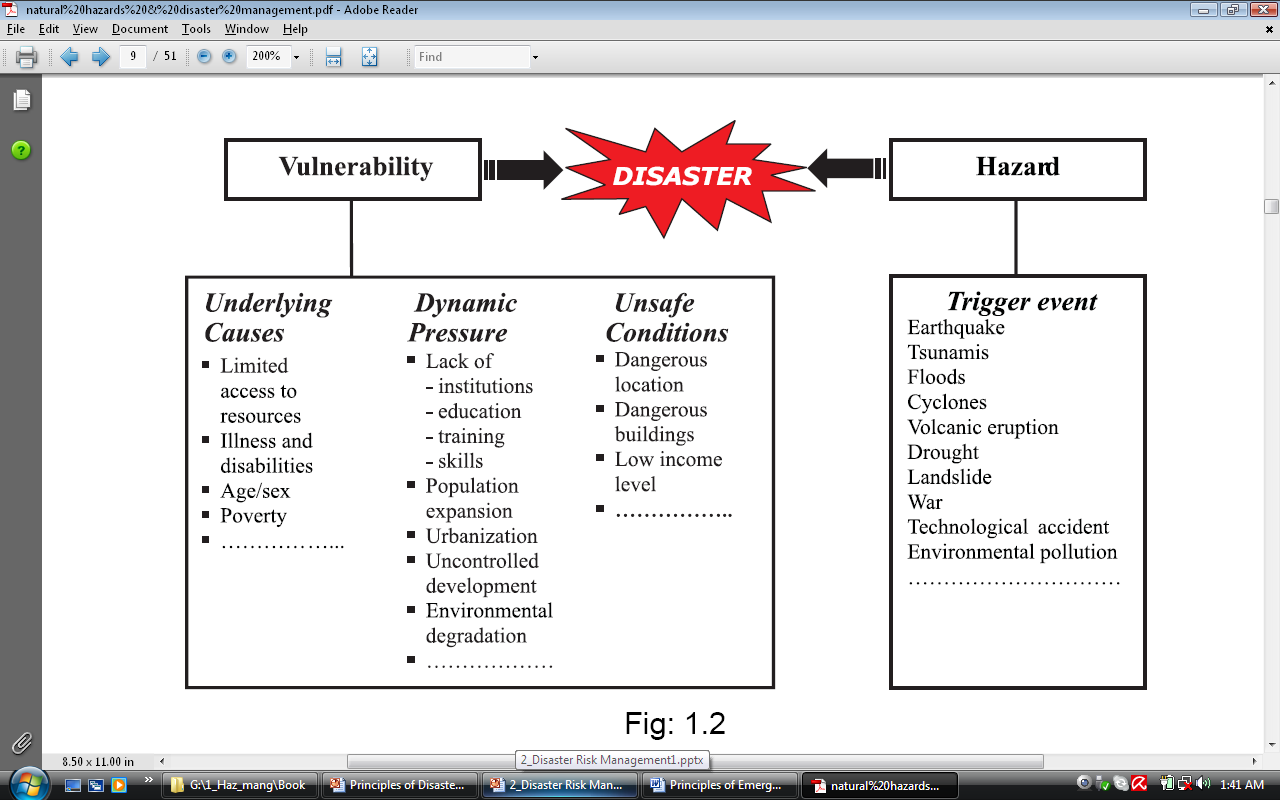 natural%20hazards%20&%20disaster%20management.pdf - Adobe Reader
File Edit View Document Tools Window Help
9 / 51 200% Find
Vulnerability
DISASTER
Hazard
Underlying
Causes
▪ Limited
access to
resources
▪ Illness and
disabilities
▪ Age/sex
▪ Poverty
▪ ……………...
Dynamic
Pressure
▪ Lack of
- institutions
- education
- training
- skills
▪ Population
expansion
▪ Urbanization
▪ Uncontrolled
development
▪ Environmental
degradation
▪ ………………
Unsafe
Conditions
▪ Dangerous
location
▪ Dangerous
buildings
▪ Low income
level
▪ ……………..
Trigger event
Earthquake
Tsunamis
Floods
Cyclones
Volcanic eruption
Drought
Landslide
War
Technological accident
Environmental pollution
…………………………
Fig: 1.2
8.50 x 11.00 in
2_Disaster Risk Management1.pptx
G:\1_Haz_mang\Book
Principles of Disaste...
2_Disaster Risk Man...
Principles of Emerg...
natural%20hazards...
1:41 AM